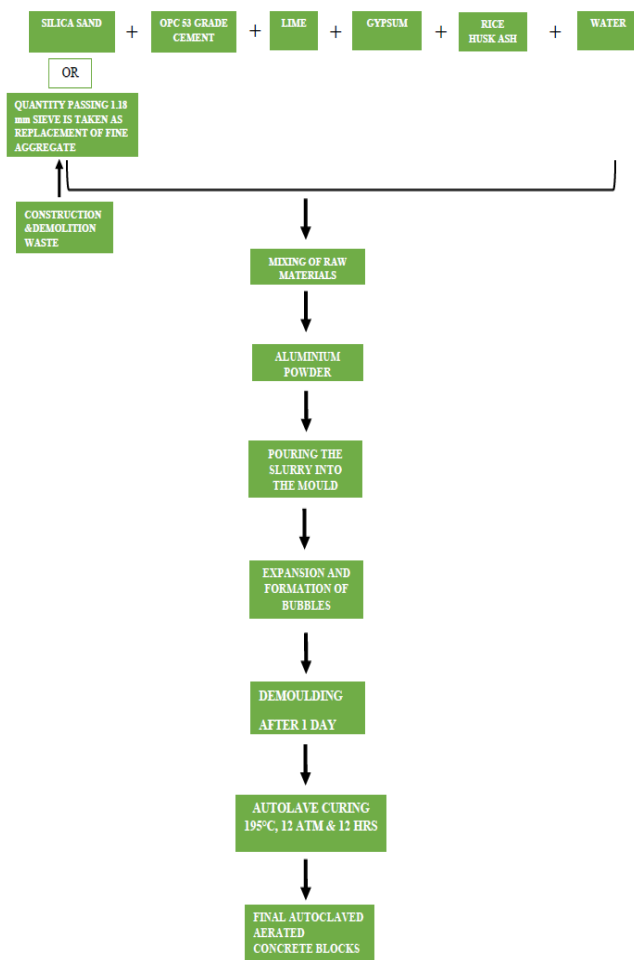 SILICA SAND
+
OPC 53 GRADE
CEMENT
+
LIME
+
GYPSUM
+
RICE
HUSK ASH
+
WATER
OR
QUANTITY PASSING 1.18
mm SIEVE IS TAKEN AS
REPLACEMENT OF FINE
AGGREGATE
CONSTRUCTION
&DEMOLITION
WASTE
MIXING OF RAW
MATERIALS
ALUMINIUM
POWDER
POURING THE
SLURRY INTO
THE MOULD
EXPANSION AND
FORMATION OF
BUBBLES
DEMOULDING
AFTER 1 DAY
AUTOLAVE CURING
195°C, 12 ATM & 12 HRS
FINAL AUTOCLAVED
AERATED
CONCRETE BLOCKS